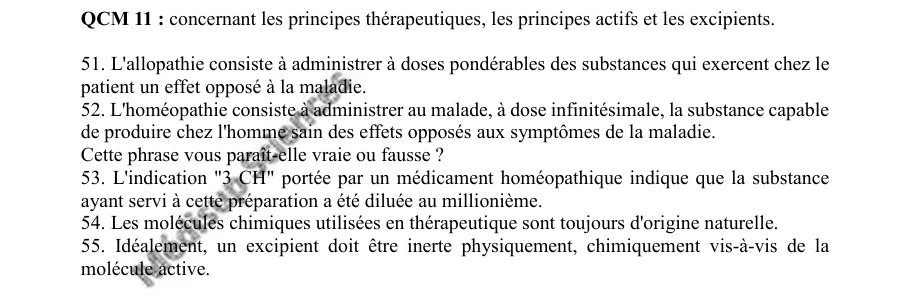 QCM 11 : concernant les principes thérapeutiques, les principes actifs et les excipients.
51. L'allopathie consiste à administrer à doses pondérables des substances qui exercent chez le
patient un effet opposé à la maladie.
52. L'homéopathie consiste à administrer au malade, à dose infinitésimale, la substance capable
de produire chez l'homme sain des effets opposés aux symptômes de la maladie.
Cette phrase vous paraît-elle vraie ou fausse ?
53. L'indication "3 CH" portée par un médicament homéopathique indique que la substance
ayant servi à cette préparation a été diluée au millionième.
54. Les molécules chimiques utilisées en thérapeutique sont toujours d'origine naturelle.
55. Idéalement, un excipient doit être inerte physiquement, chimiquement vis-à-vis de la
molécule active.
Médisup Sciences